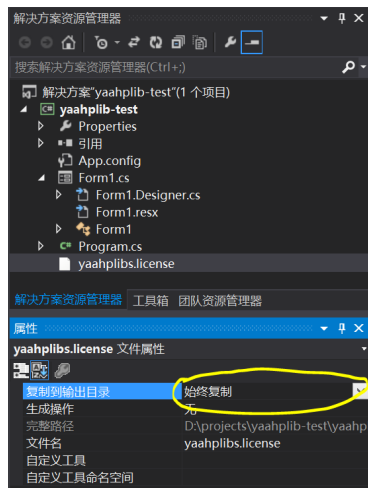 解决方案资源管理器
搜索解决方案资源管理器(Ctrl+;)
解决方案"yaahplib-test"(1 个项目)
yaahplib-test
Properties
引用
App.config
Form1.cs
Form1.Designer.cs
Form1.resx
Form1
Program.cs
yaahplibs.license
解决方案资源管理器 工具箱 团队资源管理器
属性
yaahplibs.license 文件属性
复制到输出目录 始终复制
生成操作 无
完整路径 D:\projects\yaahplib-test\yaahp
文件名 yaahplibs.license
自定义工具
自定义工具命名空间